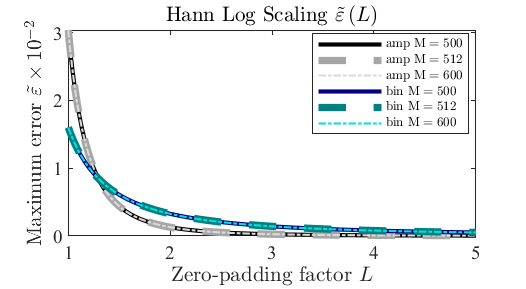 Hann Log Scaling ε̃ (L)
Maximum error ε̃ × 10⁻²
3
2
1
0
amp M = 500
amp M = 512
amp M = 600
bin M = 500
bin M = 512
bin M = 600
1 2 3 4 5
Zero-padding factor L